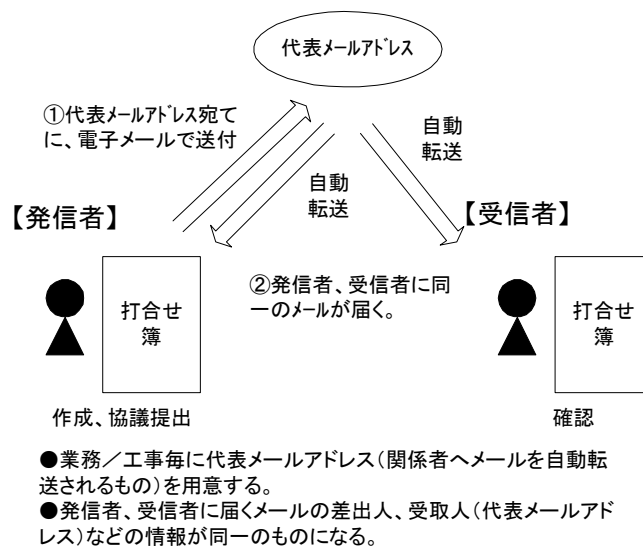 代表メールアドレス
①代表メールアドレス宛て
に、電子メールで送付
自動
転送
自動
転送
【発信者】
【受信者】
②発信者、受信者に同
一のメールが届く。
打合せ
簿
打合せ
簿
作成、協議提出
確認
●業務／工事毎に代表メールアドレス（関係者へメールを自動転
送されるもの）を用意する。
●発信者、受信者に届くメールの差出人、受取人（代表メールアド
レス）などの情報が同一のものになる。